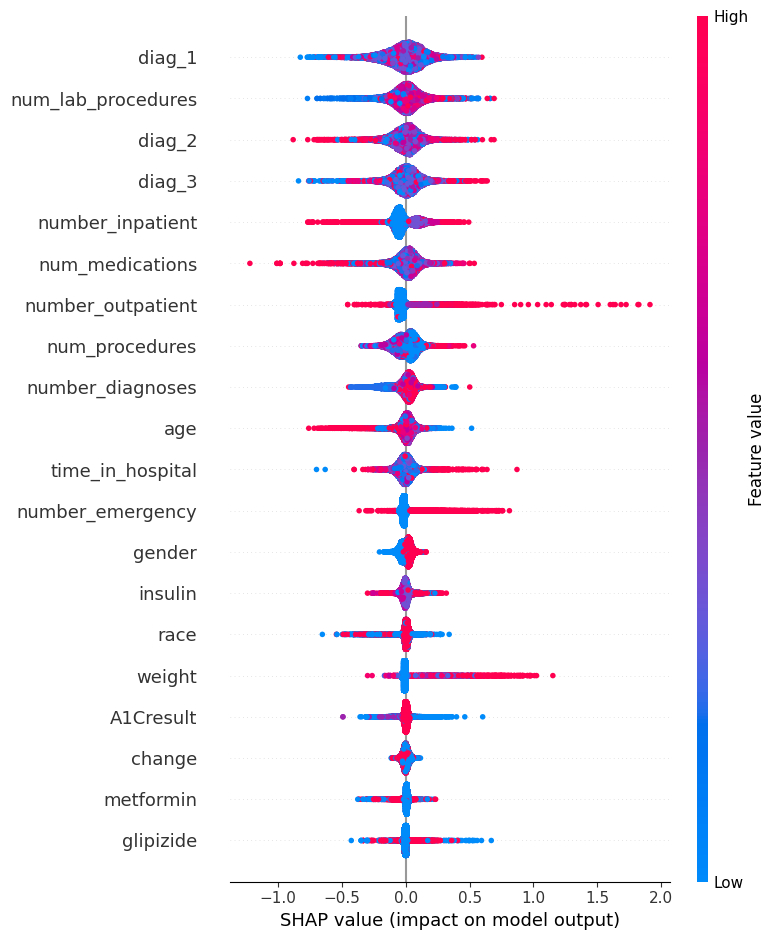 High
diag_1
num_lab_procedures
diag_2
diag_3
number_inpatient
num_medications
number_outpatient
num_procedures
number_diagnoses
age
time_in_hospital
number_emergency
gender
insulin
race
weight
A1Cresult
change
metformin
glipizide
Feature value
Low
−1.0 −0.5 0.0 0.5 1.0 1.5 2.0
SHAP value (impact on model output)